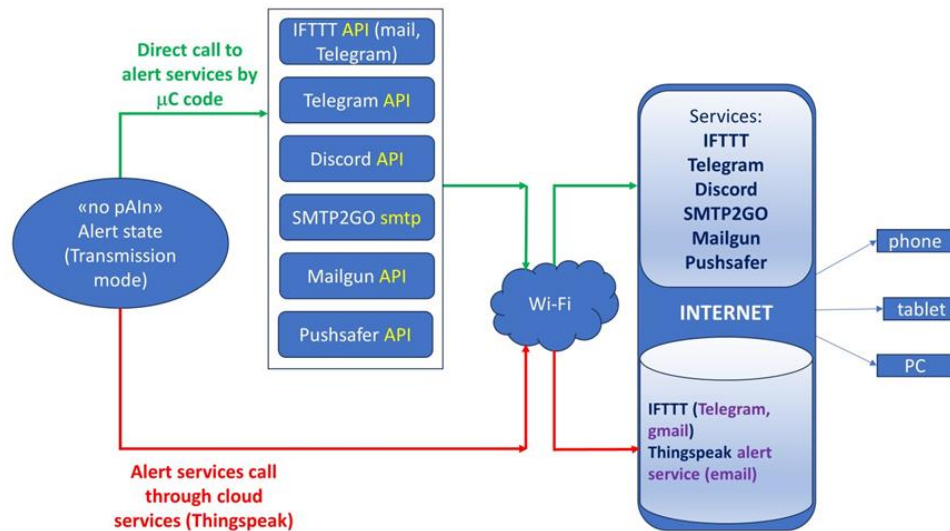 Direct call to
alert services by
μC code
«no pAIn»
Alert state
(Transmission
mode)
Alert services call
through cloud
services (Thingspeak)
IFTTT API (mail,
Telegram)
Telegram API
Discord API
SMTP2GO smtp
Mailgun API
Pushsafer API
Wi-Fi
Services:
IFTTT
Telegram
Discord
SMTP2GO
Mailgun
Pushsafer
INTERNET
IFTTT (Telegram,
gmail)
Thingspeak alert
service (email)
phone
tablet
PC